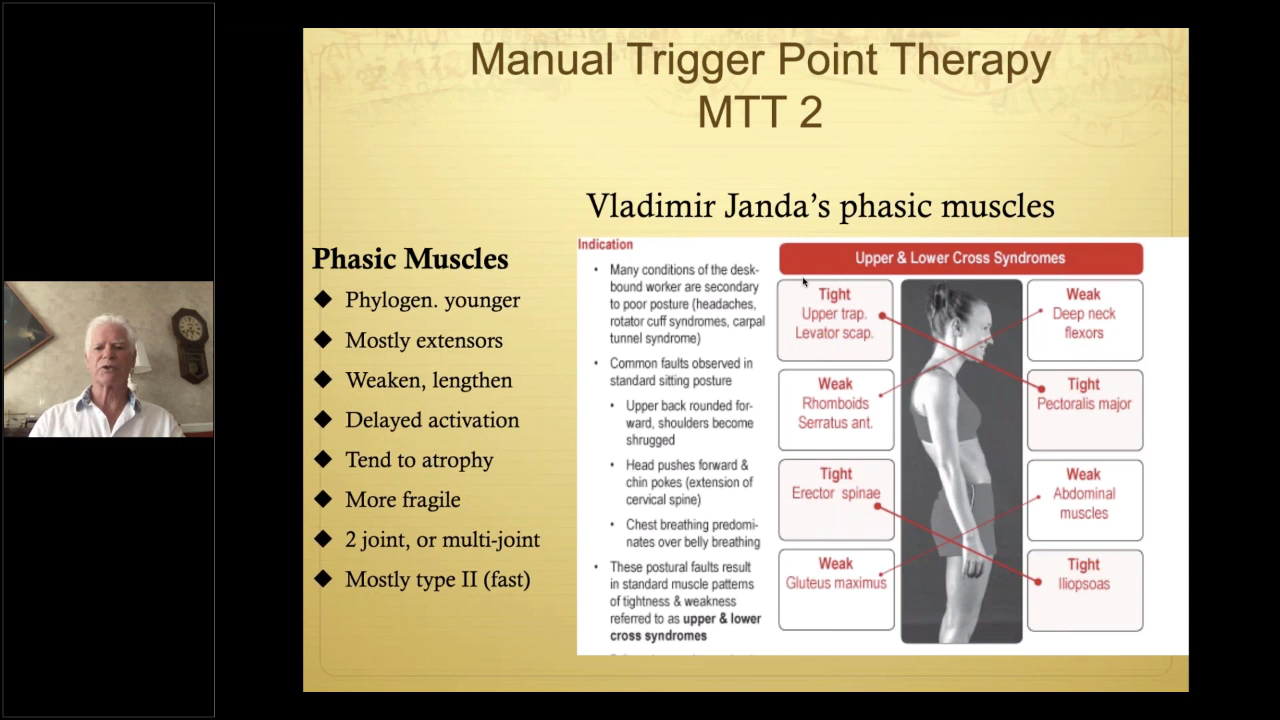 Manual Trigger Point Therapy
MTT 2
Vladimir Janda's phasic muscles
Phasic Muscles
Phylogen. younger
Mostly extensors
Weaken, lengthen
Delayed activation
Tend to atrophy
More fragile
2 joint, or multi-joint
Mostly type II (fast)
Indication
• Many conditions of the desk-
bound worker are secondary
to poor posture (headaches,
rotator cuff syndromes, carpal
tunnel syndrome)
• Common faults observed in
standard sitting posture
• Upper back rounded for-
ward, shoulders become
shrugged
• Head pushes forward &
chin pokes (extension of
cervical spine)
• Chest breathing predomi-
nates over belly breathing
• These postural faults result
in standard muscle patterns
of tightness & weakness
referred to as upper & lower
cross syndromes
Upper & Lower Cross Syndromes
Tight
Upper trap.
Levator scap.
Weak
Deep neck
flexors
Weak
Rhomboids
Serratus ant.
Tight
Pectoralis major
Tight
Erector spinae
Weak
Abdominal
muscles
Weak
Gluteus maximus
Tight
Iliopsoas